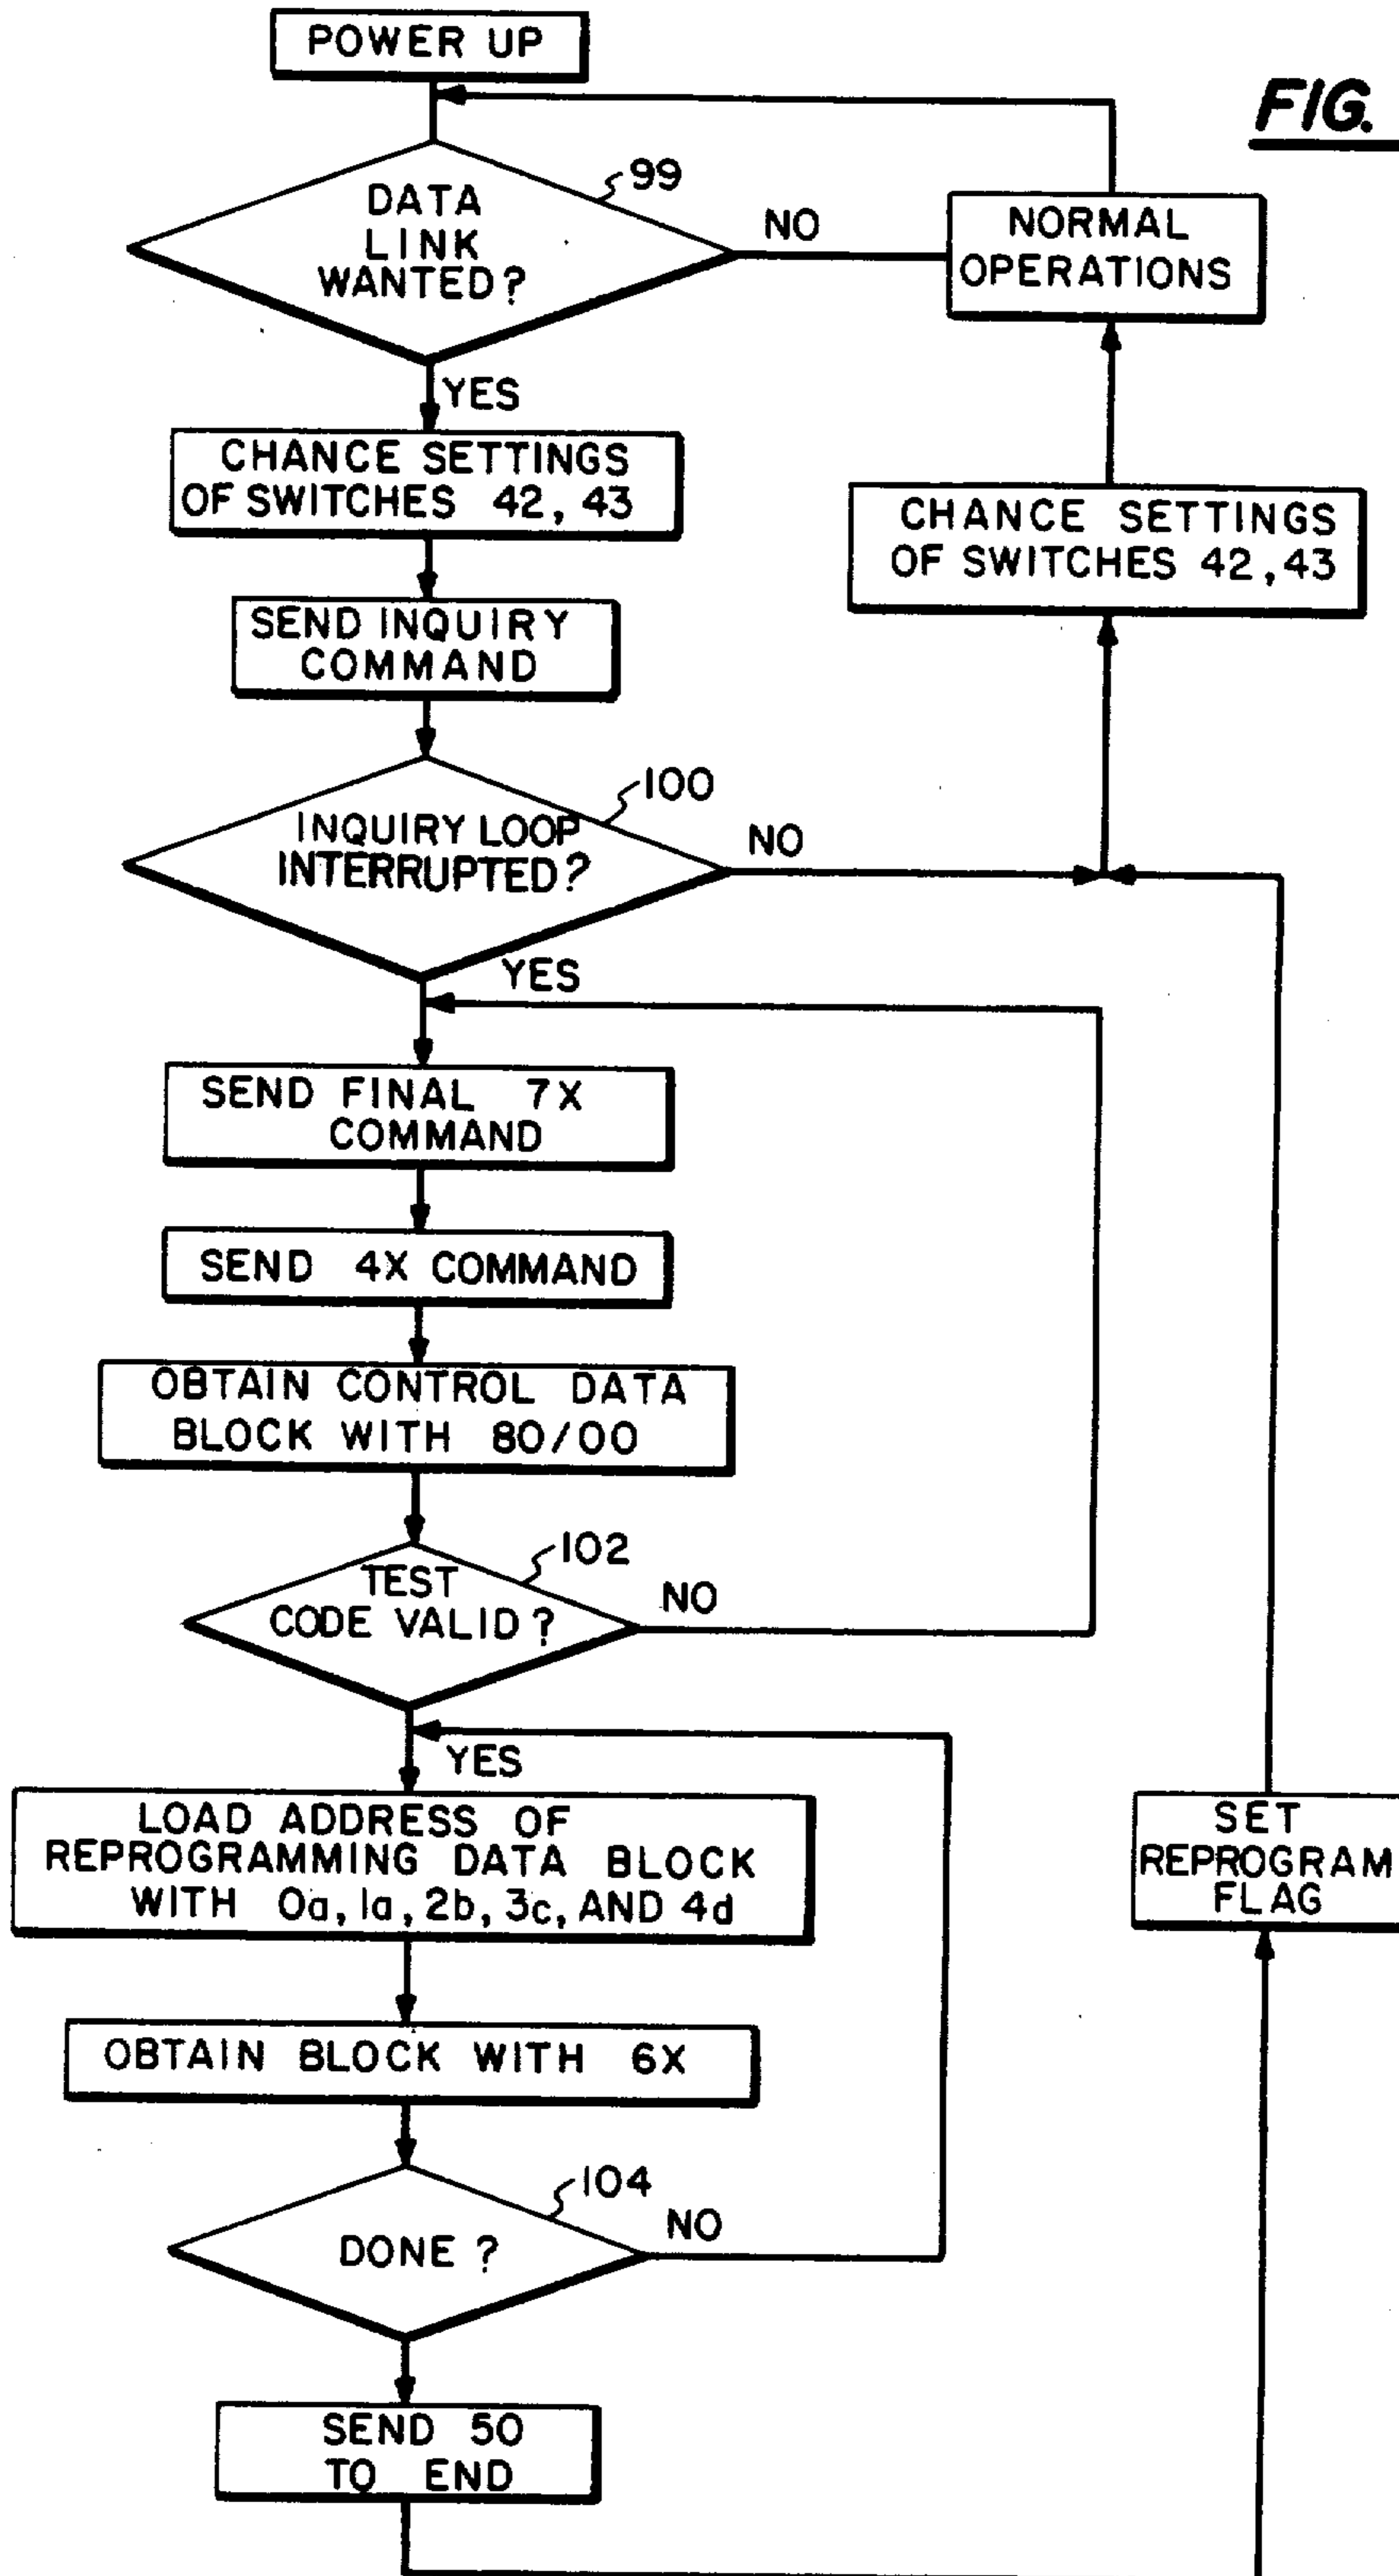 POWER UP
FIG.
99
DATA
LINK
WANTED?
NO
NORMAL
OPERATIONS
YES
CHANCE SETTINGS
OF SWITCHES 42, 43
CHANCE SETTINGS
OF SWITCHES 42, 43
SEND INQUIRY
COMMAND
100
INQUIRY LOOP
INTERRUPTED?
NO
YES
SEND FINAL 7X
COMMAND
SEND 4X COMMAND
OBTAIN CONTROL DATA
BLOCK WITH 80/00
102
TEST
CODE VALID?
NO
YES
LOAD ADDRESS OF
REPROGRAMMING DATA BLOCK
WITH 0a, 1a, 2b, 3c, AND 4d
SET
REPROGRAM
FLAG
OBTAIN BLOCK WITH 6X
104
DONE?
NO
SEND 50
TO END